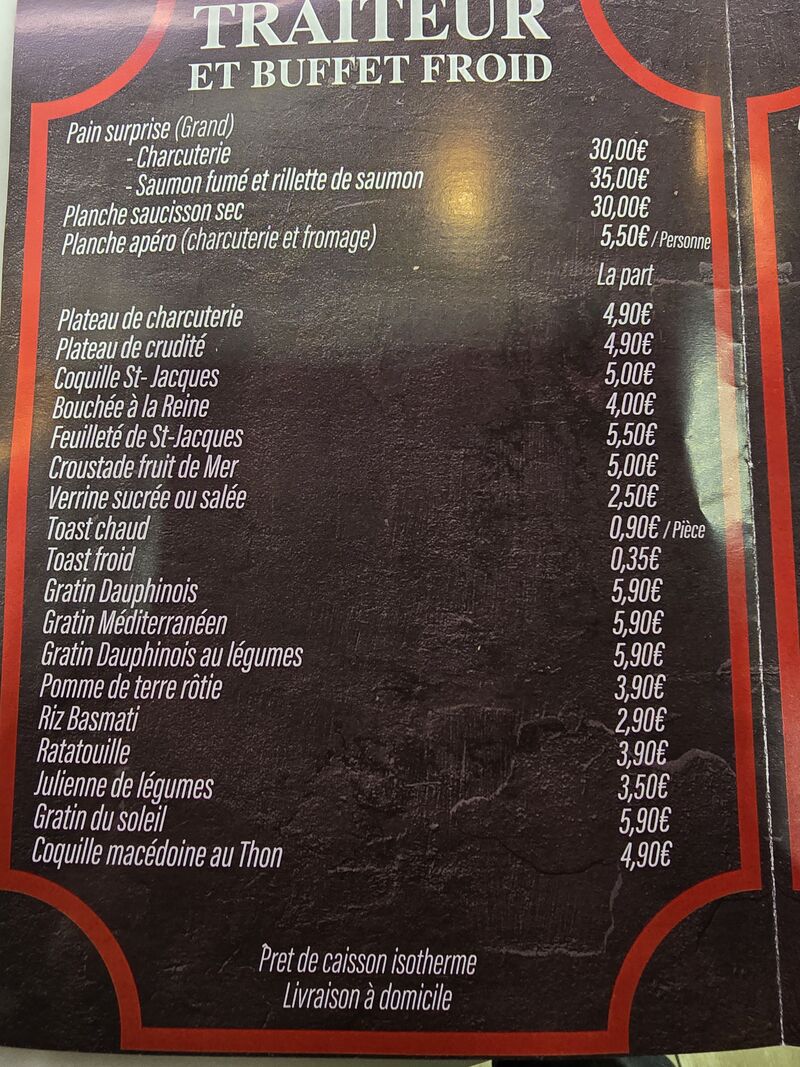 TRAITEUR
ET BUFFET FROID
Pain surprise (Grand)
- Charcuterie 30,00€
- Saumon fumé et rillette de saumon 35,00€
Planche saucisson sec 30,00€
Planche apéro (charcuterie et fromage) 5,50€ / Personne
La part
Plateau de charcuterie 4,90€
Plateau de crudité 4,90€
Coquille St- Jacques 5,00€
Bouchée à la Reine 4,00€
Feuilleté de St-Jacques 5,50€
Croustade fruit de Mer 5,00€
Verrine sucrée ou salée 2,50€
Toast chaud 0,90€ / Pièce
Toast froid 0,35€
Gratin Dauphinois 5,90€
Gratin Méditerranéen 5,90€
Gratin Dauphinois au légumes 5,90€
Pomme de terre rôtie 3,90€
Riz Basmati 2,90€
Ratatouille 3,90€
Julienne de légumes 3,50€
Gratin du soleil 5,90€
Coquille macédoine au Thon 4,90€
Pret de caisson isotherme
Livraison à domicile